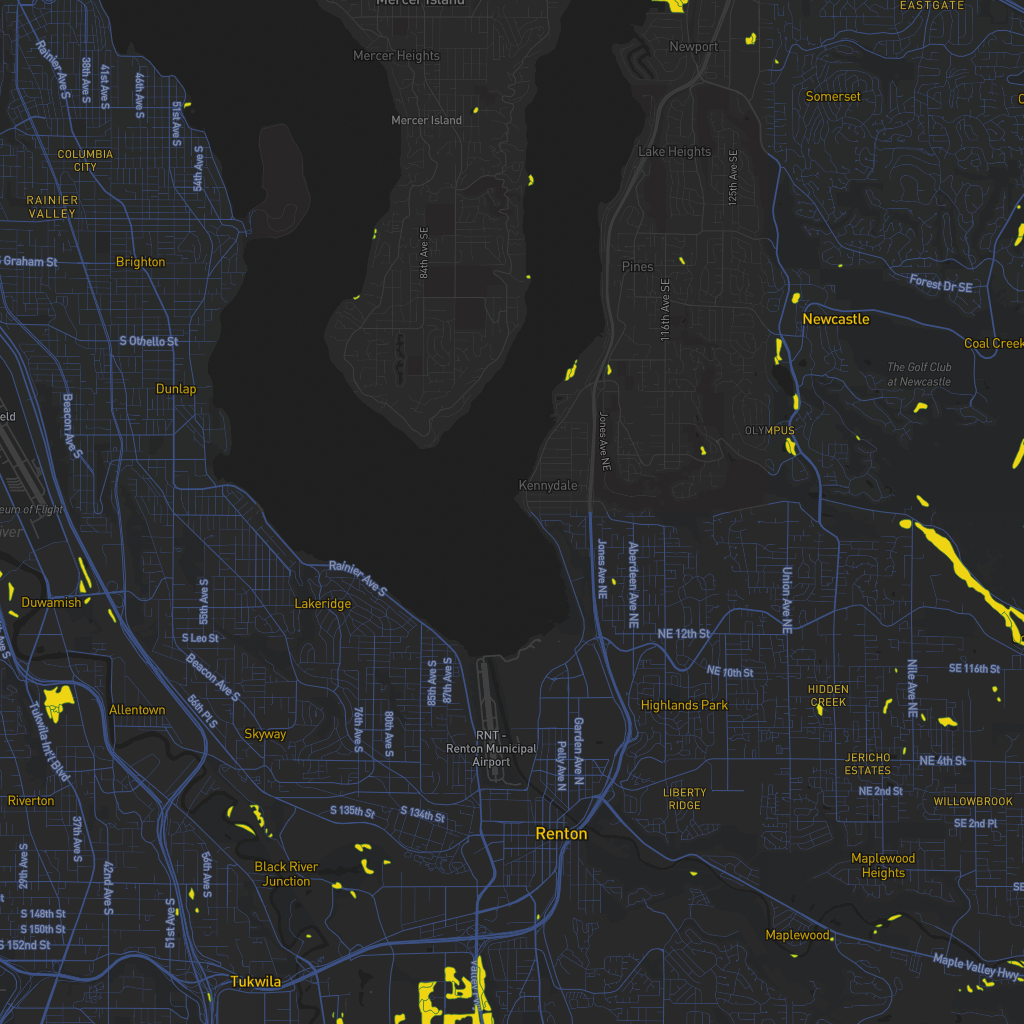 Mercer Island
EASTGATE
Newport
Mercer Heights
Rainier Ave S
38th Ave S
41st Ave S
46th Ave S
51st Ave S
Somerset
Mercer Island
COLUMBIA
CITY
54th Ave S
Lake Heights
125th Ave SE
RAINIER
VALLEY
84th Ave SE
S Graham St
Brighton
Pines
116th Ave SE
Forest Dr SE
Newcastle
S Othello St
Coal Creek
The Golf Club
at Newcastle
Dunlap
Beacon Ave S
Jones Ave NE
OLYMPUS
Kennydale
eum of Flight
Jones Ave NE
Aberdeen Ave NE
Union Ave NE
Rainier Ave S
Duwamish
55th Ave S
Lakeridge
S Leo St
NE 12th St
Beacon Ave S
85th Ave S
87th Ave S
NE 10th St
Nile Ave NE
SE 116th St
56th Pl S
Allentown
Tukwila Int'l Blvd
Skyway
76th Ave S
80th Ave S
RNT -
Renton Municipal
Airport
Garden Ave N
Pelly Ave N
Highlands Park
HIDDEN
CREEK
JERICHO
ESTATES
NE 4th St
NE 2nd St
Riverton
LIBERTY
RIDGE
WILLOWBROOK
S 135th St
S 134th St
SE 2nd Pl
Renton
37th Ave S
29th Ave S
42nd Ave S
64th Ave S
Black River
Junction
Maplewood
Heights
SE
S 148th St
S 150th St
S 152nd St
51st Ave S
Maplewood
Maple Valley Hwy
Tukwila